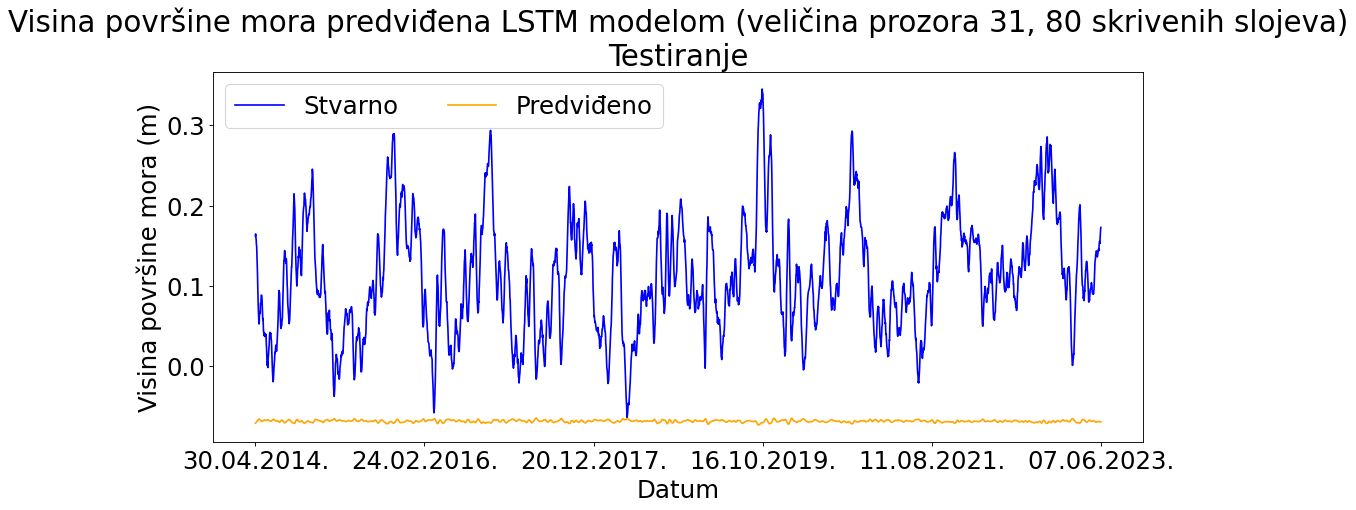 Visina površine mora predviđena LSTM modelom (veličina prozora 31, 80 skrivenih slojeva)
Testiranje
Stvarno Predviđeno
Visina površine mora (m)
0.3
0.2
0.1
0.0
30.04.2014. 24.02.2016. 20.12.2017. 16.10.2019. 11.08.2021. 07.06.2023.
Datum